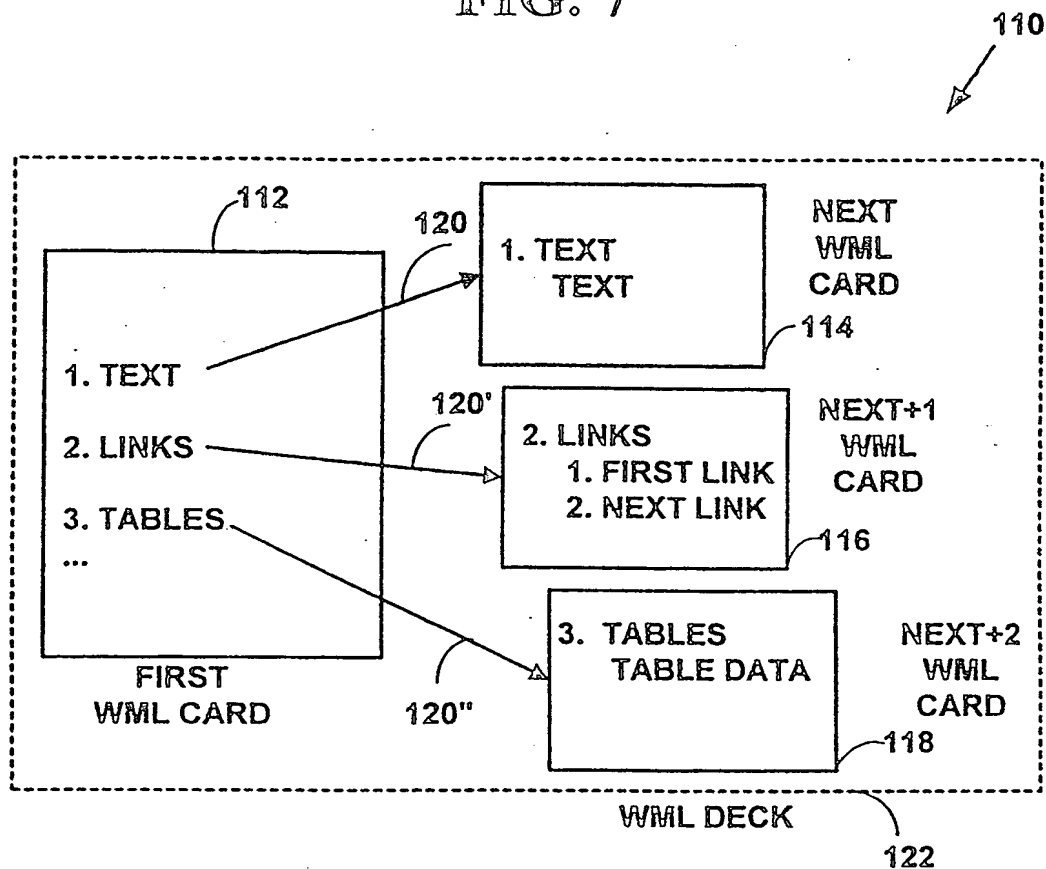 FIG. 7
110
112
120
1. TEXT
TEXT
NEXT
WML
CARD
114
1. TEXT
2. LINKS
3. TABLES
...
120'
2. LINKS
1. FIRST LINK
2. NEXT LINK
NEXT+1
WML
CARD
116
3. TABLES
TABLE DATA
NEXT+2
WML
CARD
118
120"
FIRST
WML CARD
WML DECK
122